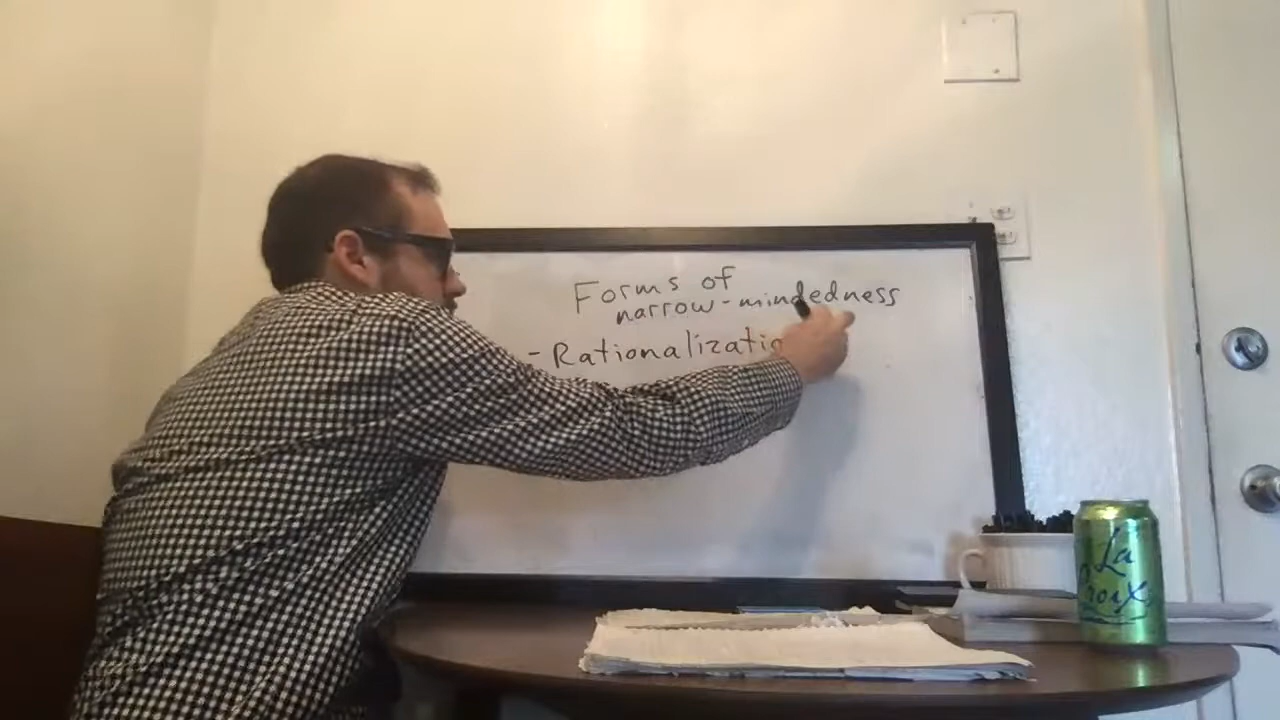 Forms of
narrow-mindedness
- Rationalizatio
La
Croix